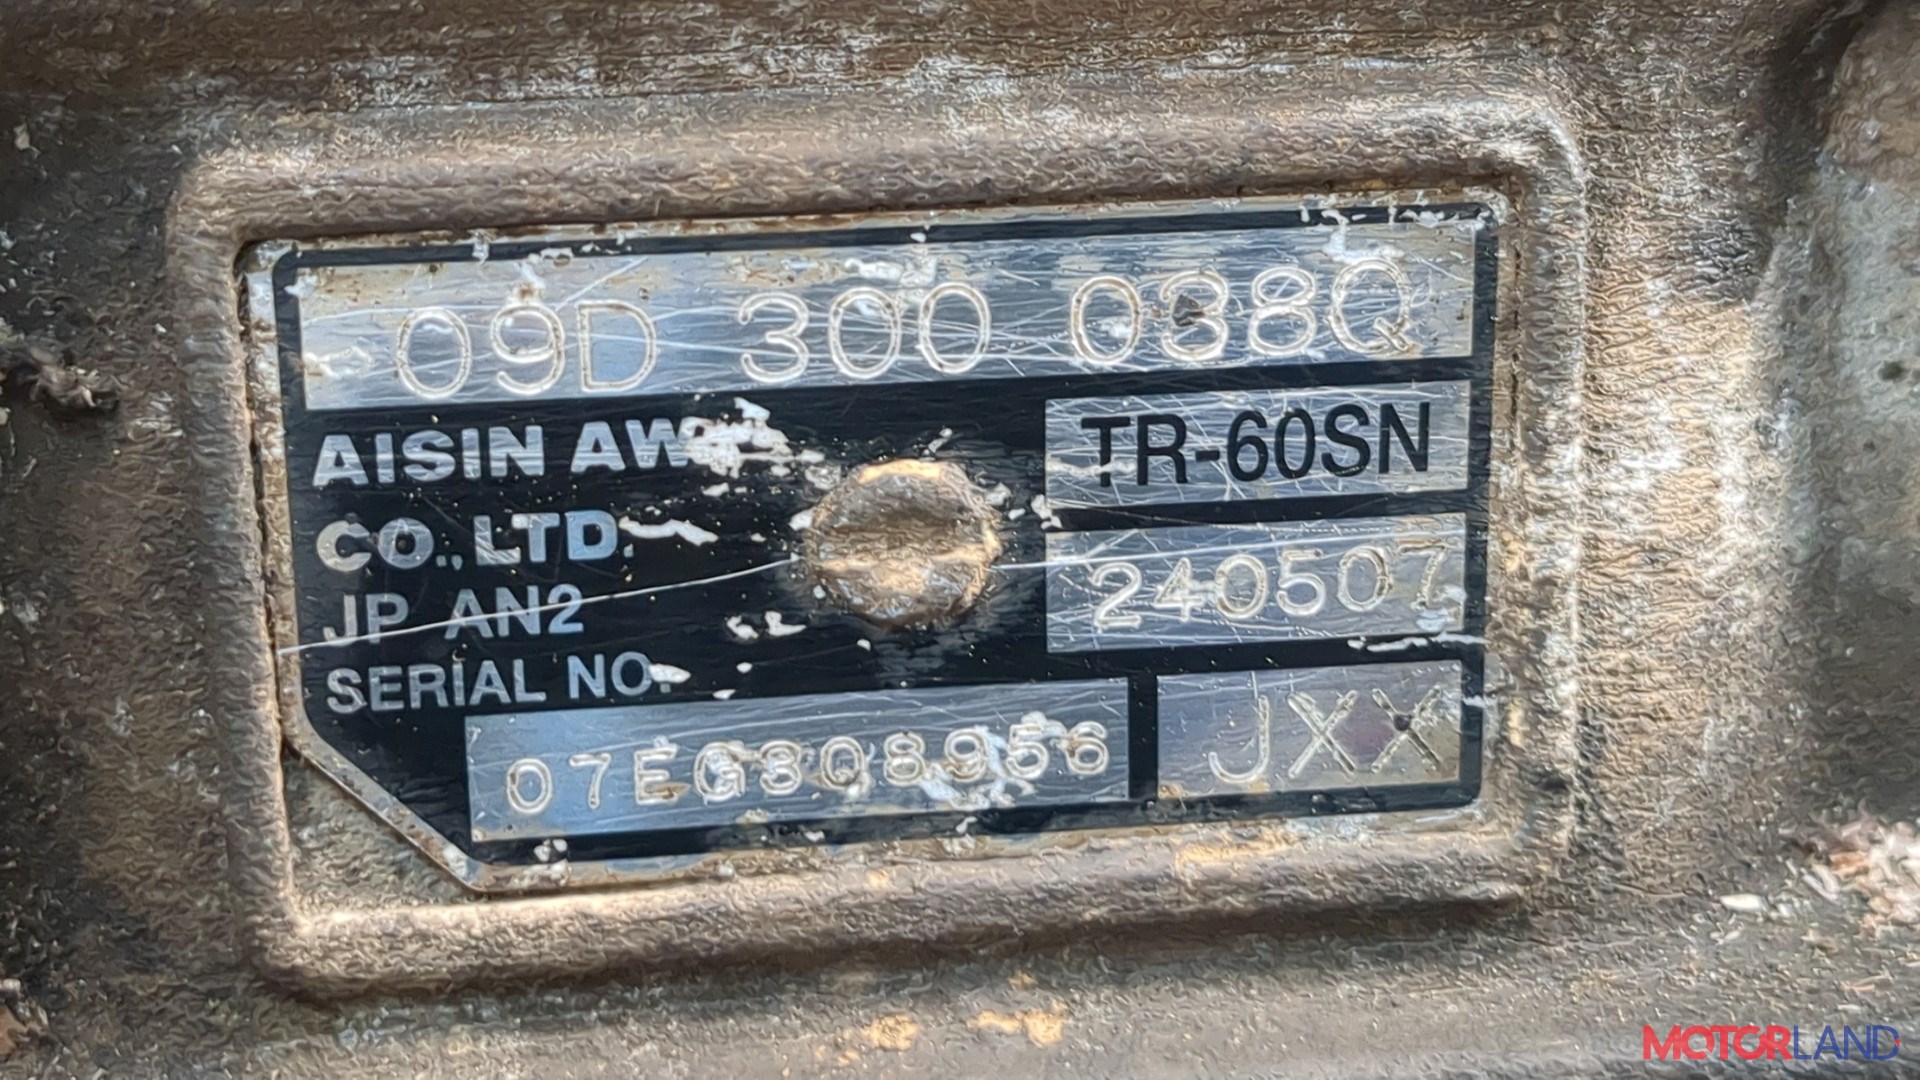 09D 300 038Q
AISIN AW
TR-60SN
CO., LTD.
240507
JP AN2
SERIAL NO.
07EG308956
JXX
MOTORLAND